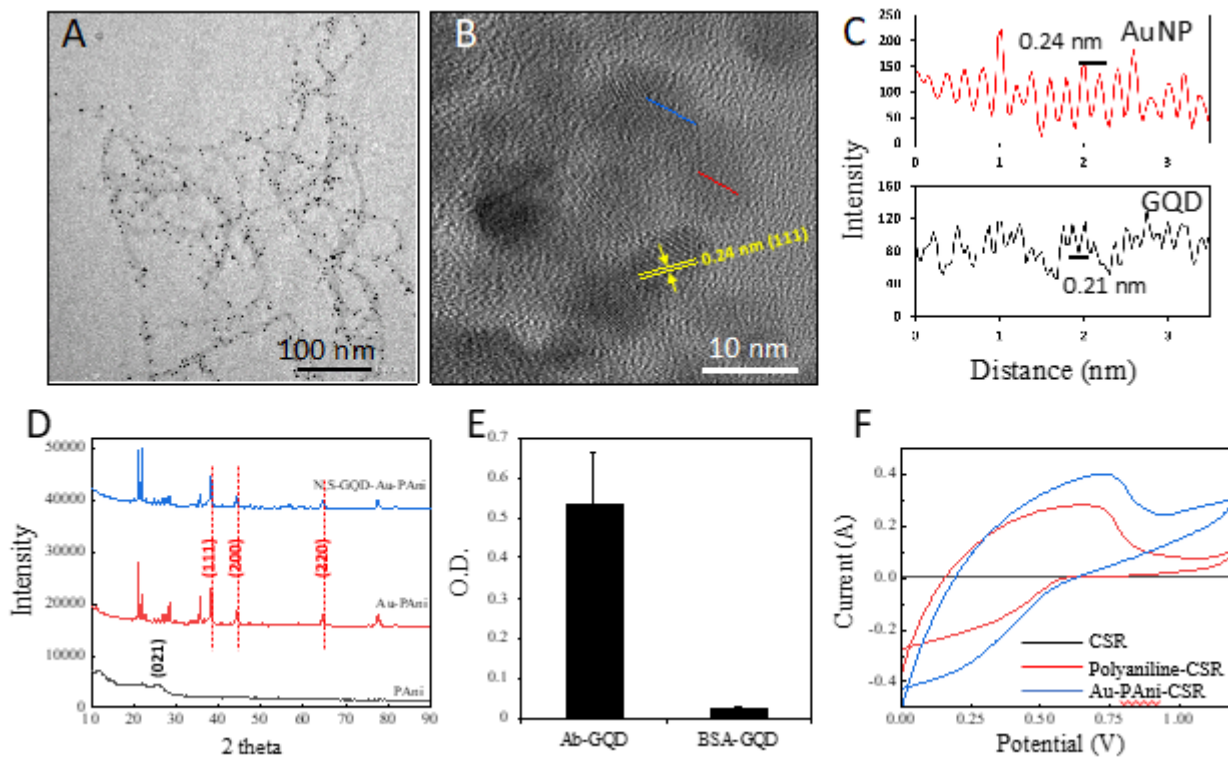 A
100 nm
B
0.24 nm (111)
10 nm
C
AuNP
0.24 nm
250
200
150
100
50
0
0
1
2
3
Intensity
GQD
0.21 nm
160
120
80
40
0
0
1
2
3
Distance (nm)
D
50000
40000
30000
20000
10000
0
Intensity
N,S-GQD-Au-PAni
(111)
(200)
(220)
Au-PAni
(021)
PAni
10
20
30
40
50
60
70
80
90
2 theta
E
0.7
0.6
0.5
0.4
0.3
0.2
0.1
0
O.D.
Ab-GQD
BSA-GQD
F
0.4
0.2
0.0
-0.2
-0.4
Current (A)
CSR
Polyaniline-CSR
Au-PAni-CSR
0.00
0.25
0.50
0.75
1.00
Potential (V)